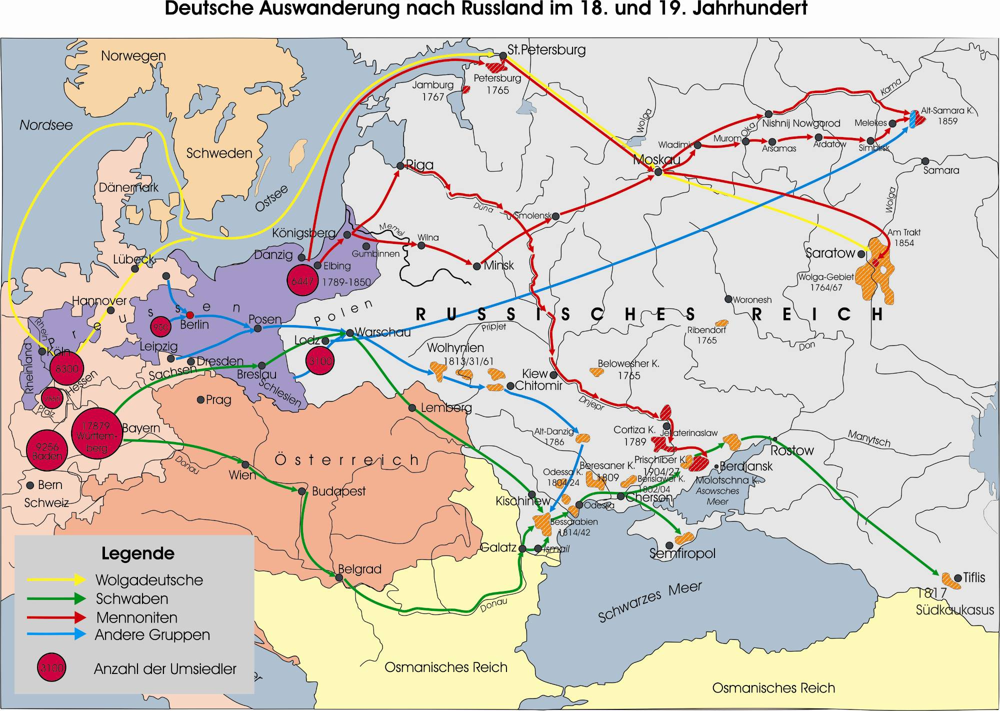 Deutsche Auswanderung nach Russland im 18. und 19. Jahrhundert
Norwegen
St.Petersburg
Petersburg
1765
Jamburg
1767
Kama
Nordsee
Schweden
Wolga
Nishnij Nowgorod
Alt-Samara K.
1859
Melekes
Oka
Murom
Wladimir
Arsamas
Ardatow
Simbirsk
Moskau
Riga
Samara
Dänemark
Ostsee
Düna
Smolensk
Wolga
Königsberg
Memel
Wilna
Gumbinnen
Am Trakt
1854
Danzig
Elbing
Minsk
Saratow
Lübeck
6447
1789-1850
Wolga-Gebiet
1764/67
Hannover
Woronesh
Preussen
Polen
RUSSISCHES REICH
950
Berlin
Posen
Pripjet
Ribendorf
1765
Rhein
Warschau
Lodz
Don
Leipzig
Köln
Rheinland
8300
Dresden
Sachsen
Breslau
3100
Wolhynien
1813/31/61
Belowesher K.
1765
Kiew
Chitomir
Hessen
Schlesien
Pfalz
Prag
Lemberg
Dnjepr
17879
Württem-
berg
Bayern
9256
Baden
Alt-Danzig
1786
Cortiza K.
1789
Jekaterinaslaw
Manytsch
Rostow
Österreich
Donau
Wien
Prischiber K.
1904/27
Berdjansk
Beresaner K.
1809
Odessa K.
1804/24
Berislawer K.
1802/04
Molotschna K.
Asowsches
Meer
Bern
Schweiz
Budapest
Kischinew
Cherson
Odessa
Bessarabien
1814/42
Galatz
Ismail
Semfiropol
Belgrad
Donau
Schwarzes Meer
Tiflis
1817
Südkaukasus
Legende
Wolgadeutsche
Schwaben
Mennoniten
Andere Gruppen
3100
Anzahl der Umsiedler
Osmanisches Reich
Osmanisches Reich